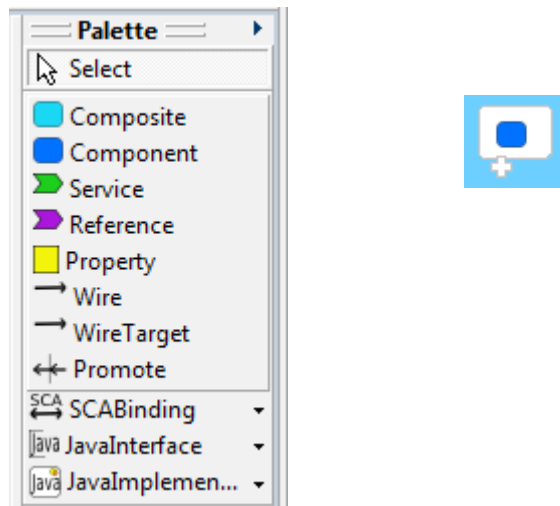 Palette
Select
Composite
Component
Service
Reference
Property
Wire
WireTarget
Promote
SCA SCABinding
Java JavaInterface
Java JavaImplemen...